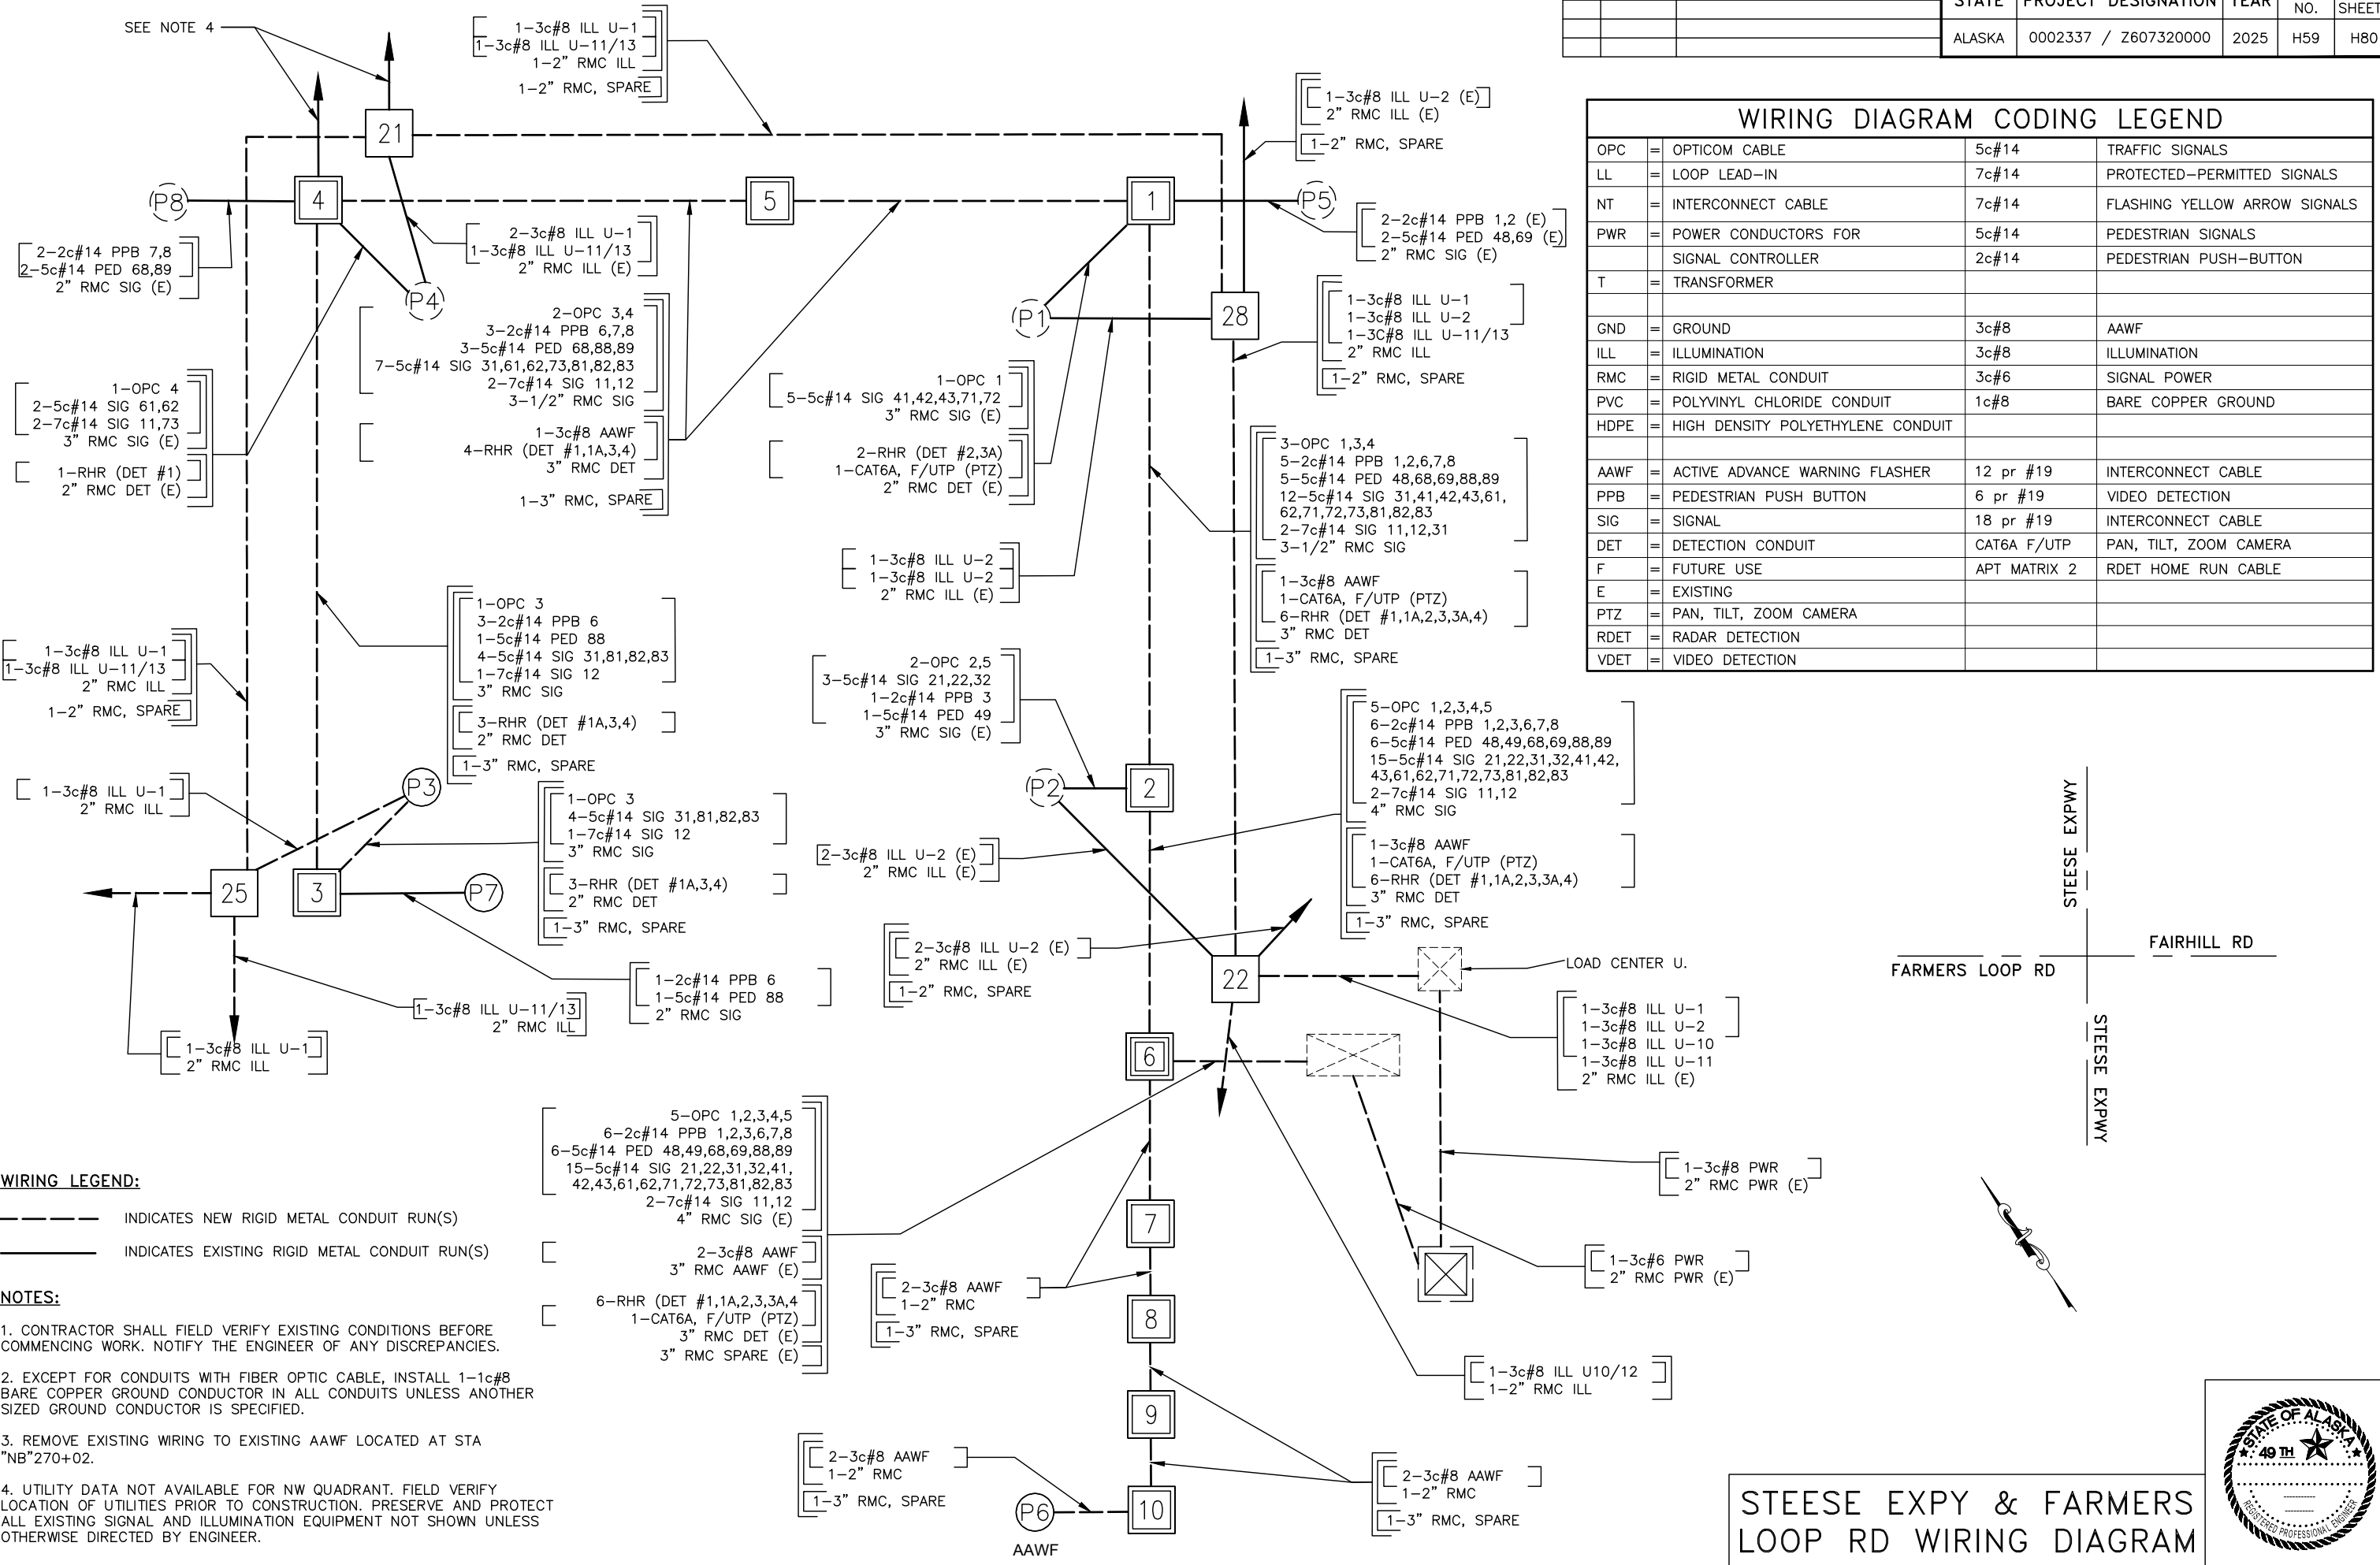 STATE PROJECT DESIGNATION YEAR NO. SHEET
ALASKA 0002337 / Z607320000 2025 H59 H80
SEE NOTE 4
1-3c#8 ILL U-1
1-3c#8 ILL U-11/13
1-2" RMC ILL
1-2" RMC, SPARE
1-3c#8 ILL U-2 (E)
2" RMC ILL (E)
1-2" RMC, SPARE
21
P8
4
5
1
P5
2-2c#14 PPB 7,8
2-5c#14 PED 68,89
2" RMC SIG (E)
2-3c#8 ILL U-1
1-3c#8 ILL U-11/13
2" RMC ILL (E)
2-2c#14 PPB 1,2 (E)
2-5c#14 PED 48,69 (E)
2" RMC SIG (E)
P4
P1
28
2-OPC 3,4
3-2c#14 PPB 6,7,8
3-5c#14 PED 68,88,89
7-5c#14 SIG 31,61,62,73,81,82,83
2-7c#14 SIG 11,12
3-1/2" RMC SIG
1-3c#8 AAWF
4-RHR (DET #1,1A,3,4)
3" RMC DET
1-3" RMC, SPARE
1-3c#8 ILL U-1
1-3c#8 ILL U-2
1-3C#8 ILL U-11/13
2" RMC ILL
1-2" RMC, SPARE
1-OPC 4
2-5c#14 SIG 61,62
2-7c#14 SIG 11,73
3" RMC SIG (E)
1-RHR (DET #1)
2" RMC DET (E)
1-OPC 1
5-5c#14 SIG 41,42,43,71,72
3" RMC SIG (E)
2-RHR (DET #2,3A)
1-CAT6A, F/UTP (PTZ)
2" RMC DET (E)
3-OPC 1,3,4
5-2c#14 PPB 1,2,6,7,8
5-5c#14 PED 48,68,69,88,89
12-5c#14 SIG 31,41,42,43,61,
62,71,72,73,81,82,83
2-7c#14 SIG 11,12,31
3-1/2" RMC SIG
1-3c#8 AAWF
1-CAT6A, F/UTP (PTZ)
6-RHR (DET #1,1A,2,3,3A,4)
3" RMC DET
1-3" RMC, SPARE
1-3c#8 ILL U-2
1-3c#8 ILL U-2
2" RMC ILL (E)
1-3c#8 ILL U-1
1-3c#8 ILL U-11/13
2" RMC ILL
1-2" RMC, SPARE
1-OPC 3
3-2c#14 PPB 6
1-5c#14 PED 88
4-5c#14 SIG 31,81,82,83
1-7c#14 SIG 12
3" RMC SIG
3-RHR (DET #1A,3,4)
2" RMC DET
1-3" RMC, SPARE
2-OPC 2,5
3-5c#14 SIG 21,22,32
1-2c#14 PPB 3
1-5c#14 PED 49
3" RMC SIG (E)
5-OPC 1,2,3,4,5
6-2c#14 PPB 1,2,3,6,7,8
6-5c#14 PED 48,49,68,69,88,89
15-5c#14 SIG 21,22,31,32,41,42,
43,61,62,71,72,73,81,82,83
2-7c#14 SIG 11,12
4" RMC SIG
1-3c#8 AAWF
1-CAT6A, F/UTP (PTZ)
6-RHR (DET #1,1A,2,3,3A,4)
3" RMC DET
1-3" RMC, SPARE
1-3c#8 ILL U-1
2" RMC ILL
P3
P2
2
1-OPC 3
4-5c#14 SIG 31,81,82,83
1-7c#14 SIG 12
3" RMC SIG
3-RHR (DET #1A,3,4)
2" RMC DET
1-3" RMC, SPARE
2-3c#8 ILL U-2 (E)
2" RMC ILL (E)
25
3
P7
2-3c#8 ILL U-2 (E)
2" RMC ILL (E)
1-2" RMC, SPARE
22
LOAD CENTER U.
1-2c#14 PPB 6
1-5c#14 PED 88
2" RMC SIG
1-3c#8 ILL U-11/13
2" RMC ILL
1-3c#8 ILL U-1
2" RMC ILL
1-3c#8 ILL U-1
1-3c#8 ILL U-2
1-3c#8 ILL U-10
1-3c#8 ILL U-11
2" RMC ILL (E)
6
5-OPC 1,2,3,4,5
6-2c#14 PPB 1,2,3,6,7,8
6-5c#14 PED 48,49,68,69,88,89
15-5c#14 SIG 21,22,31,32,41,
42,43,61,62,71,72,73,81,82,83
2-7c#14 SIG 11,12
4" RMC SIG (E)
2-3c#8 AAWF
3" RMC AAWF (E)
6-RHR (DET #1,1A,2,3,3A,4
1-CAT6A, F/UTP (PTZ)
3" RMC DET (E)
3" RMC SPARE (E)
1-3c#8 PWR
2" RMC PWR (E)
1-3c#6 PWR
2" RMC PWR (E)
7
8
9
10
2-3c#8 AAWF
1-2" RMC
1-3" RMC, SPARE
1-3c#8 ILL U10/12
1-2" RMC ILL
2-3c#8 AAWF
1-2" RMC
1-3" RMC, SPARE
2-3c#8 AAWF
1-2" RMC
1-3" RMC, SPARE
P6
AAWF
WIRING DIAGRAM CODING LEGEND
OPC = OPTICOM CABLE 5c#14 TRAFFIC SIGNALS
LL = LOOP LEAD-IN 7c#14 PROTECTED-PERMITTED SIGNALS
NT = INTERCONNECT CABLE 7c#14 FLASHING YELLOW ARROW SIGNALS
PWR = POWER CONDUCTORS FOR 5c#14 PEDESTRIAN SIGNALS
SIGNAL CONTROLLER 2c#14 PEDESTRIAN PUSH-BUTTON
T = TRANSFORMER
GND = GROUND 3c#8 AAWF
ILL = ILLUMINATION 3c#8 ILLUMINATION
RMC = RIGID METAL CONDUIT 3c#6 SIGNAL POWER
PVC = POLYVINYL CHLORIDE CONDUIT 1c#8 BARE COPPER GROUND
HDPE = HIGH DENSITY POLYETHYLENE CONDUIT
AAWF = ACTIVE ADVANCE WARNING FLASHER 12 pr #19 INTERCONNECT CABLE
PPB = PEDESTRIAN PUSH BUTTON 6 pr #19 VIDEO DETECTION
SIG = SIGNAL 18 pr #19 INTERCONNECT CABLE
DET = DETECTION CONDUIT CAT6A F/UTP PAN, TILT, ZOOM CAMERA
F = FUTURE USE APT MATRIX 2 RDET HOME RUN CABLE
E = EXISTING
PTZ = PAN, TILT, ZOOM CAMERA
RDET = RADAR DETECTION
VDET = VIDEO DETECTION
STEESE EXPWY
FAIRHILL RD
FARMERS LOOP RD
STEESE EXPWY
WIRING LEGEND:
INDICATES NEW RIGID METAL CONDUIT RUN(S)
INDICATES EXISTING RIGID METAL CONDUIT RUN(S)
NOTES:
1. CONTRACTOR SHALL FIELD VERIFY EXISTING CONDITIONS BEFORE
COMMENCING WORK. NOTIFY THE ENGINEER OF ANY DISCREPANCIES.
2. EXCEPT FOR CONDUITS WITH FIBER OPTIC CABLE, INSTALL 1-1c#8
BARE COPPER GROUND CONDUCTOR IN ALL CONDUITS UNLESS ANOTHER
SIZED GROUND CONDUCTOR IS SPECIFIED.
3. REMOVE EXISTING WIRING TO EXISTING AAWF LOCATED AT STA
"NB"270+02.
4. UTILITY DATA NOT AVAILABLE FOR NW QUADRANT. FIELD VERIFY
LOCATION OF UTILITIES PRIOR TO CONSTRUCTION. PRESERVE AND PROTECT
ALL EXISTING SIGNAL AND ILLUMINATION EQUIPMENT NOT SHOWN UNLESS
OTHERWISE DIRECTED BY ENGINEER.
STEESE EXPY & FARMERS
LOOP RD WIRING DIAGRAM
STATE OF ALASKA
49 TH
REGISTERED PROFESSIONAL ENGINEER